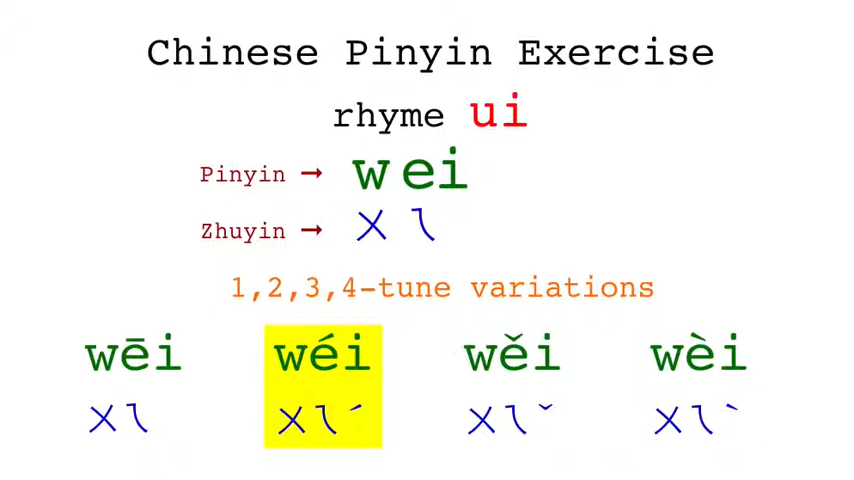 Chinese Pinyin Exercise
rhyme ui
Pinyin → wei
Zhuyin → ㄨㄟ
1,2,3,4-tune variations
wēi wéi wěi wèi
ㄨㄟ ㄨㄟˊ ㄨㄟˇ ㄨㄟˋ